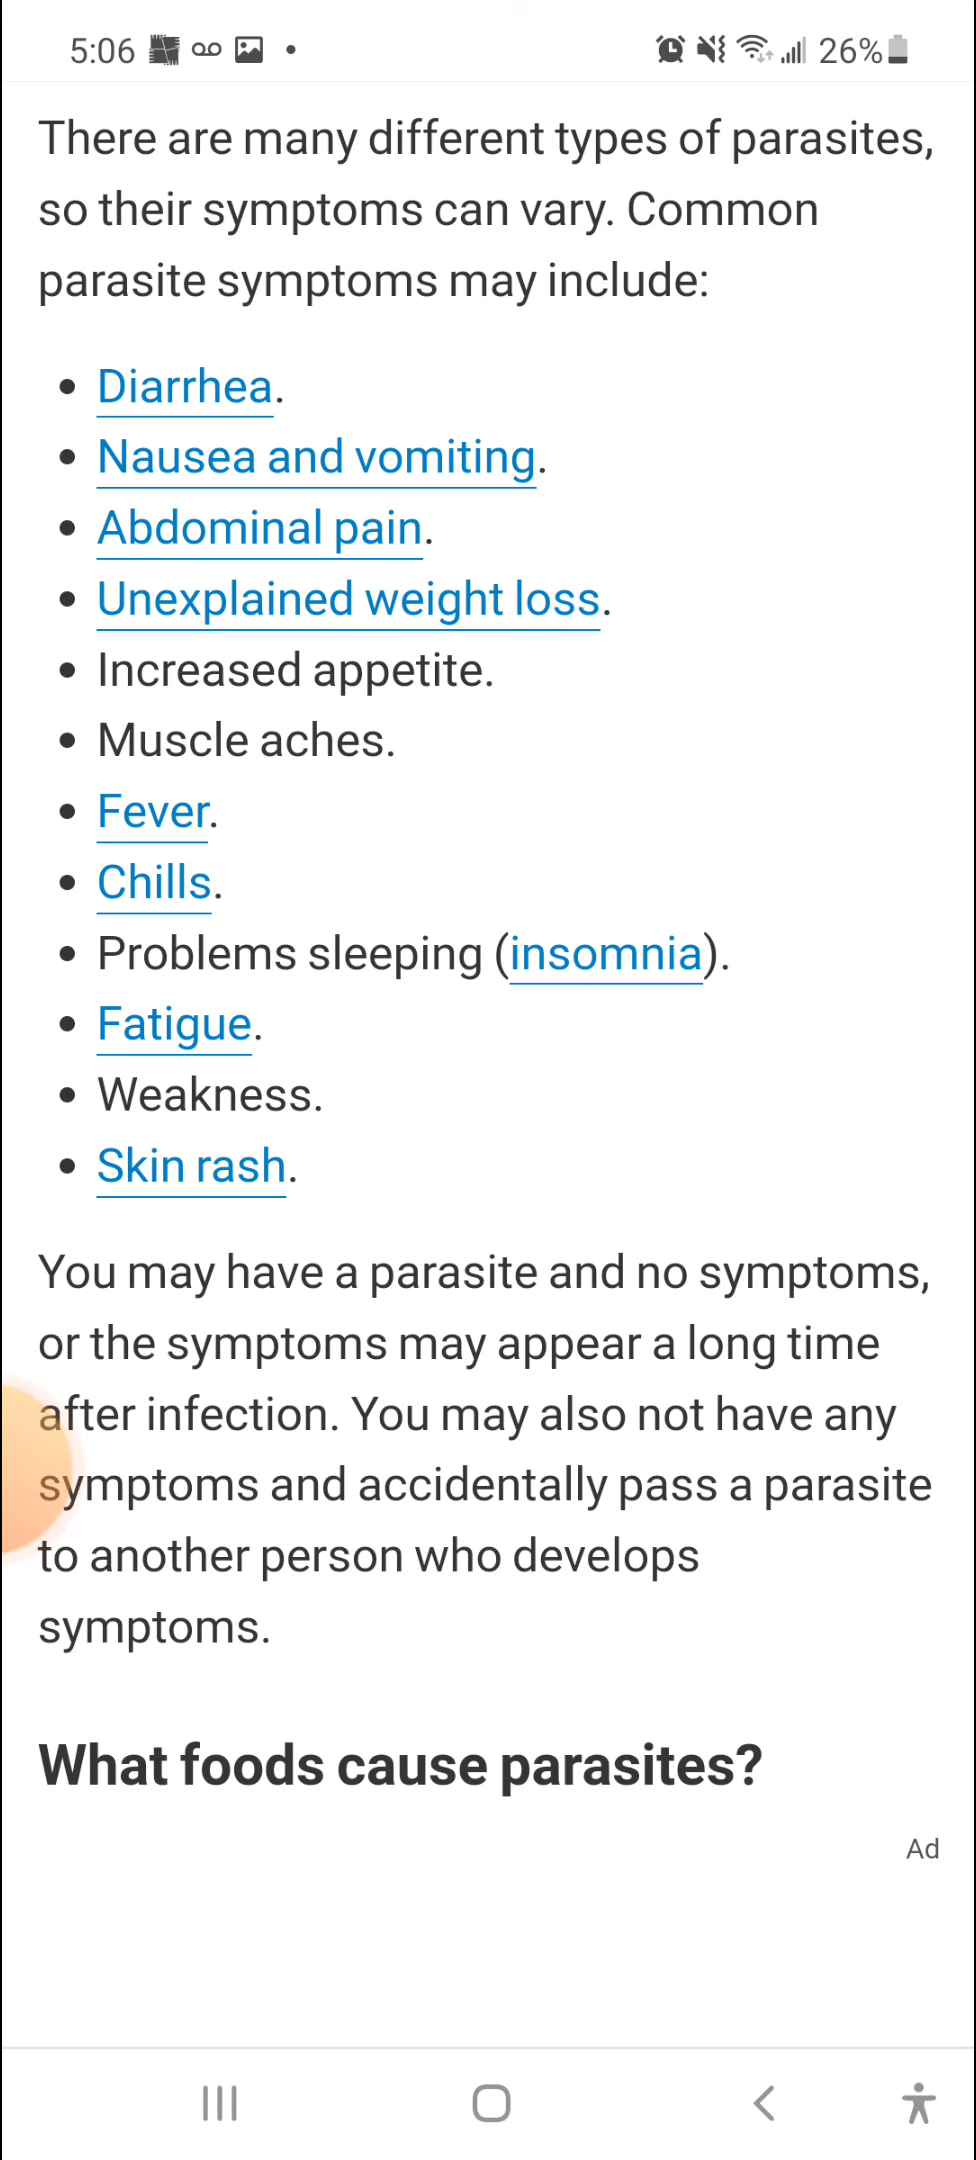 5:06 26%
There are many different types of parasites,
so their symptoms can vary. Common
parasite symptoms may include:
• Diarrhea.
• Nausea and vomiting.
• Abdominal pain.
• Unexplained weight loss.
• Increased appetite.
• Muscle aches.
• Fever.
• Chills.
• Problems sleeping (insomnia).
• Fatigue.
• Weakness.
• Skin rash.
You may have a parasite and no symptoms,
or the symptoms may appear a long time
after infection. You may also not have any
symptoms and accidentally pass a parasite
to another person who develops
symptoms.
What foods cause parasites?
Ad